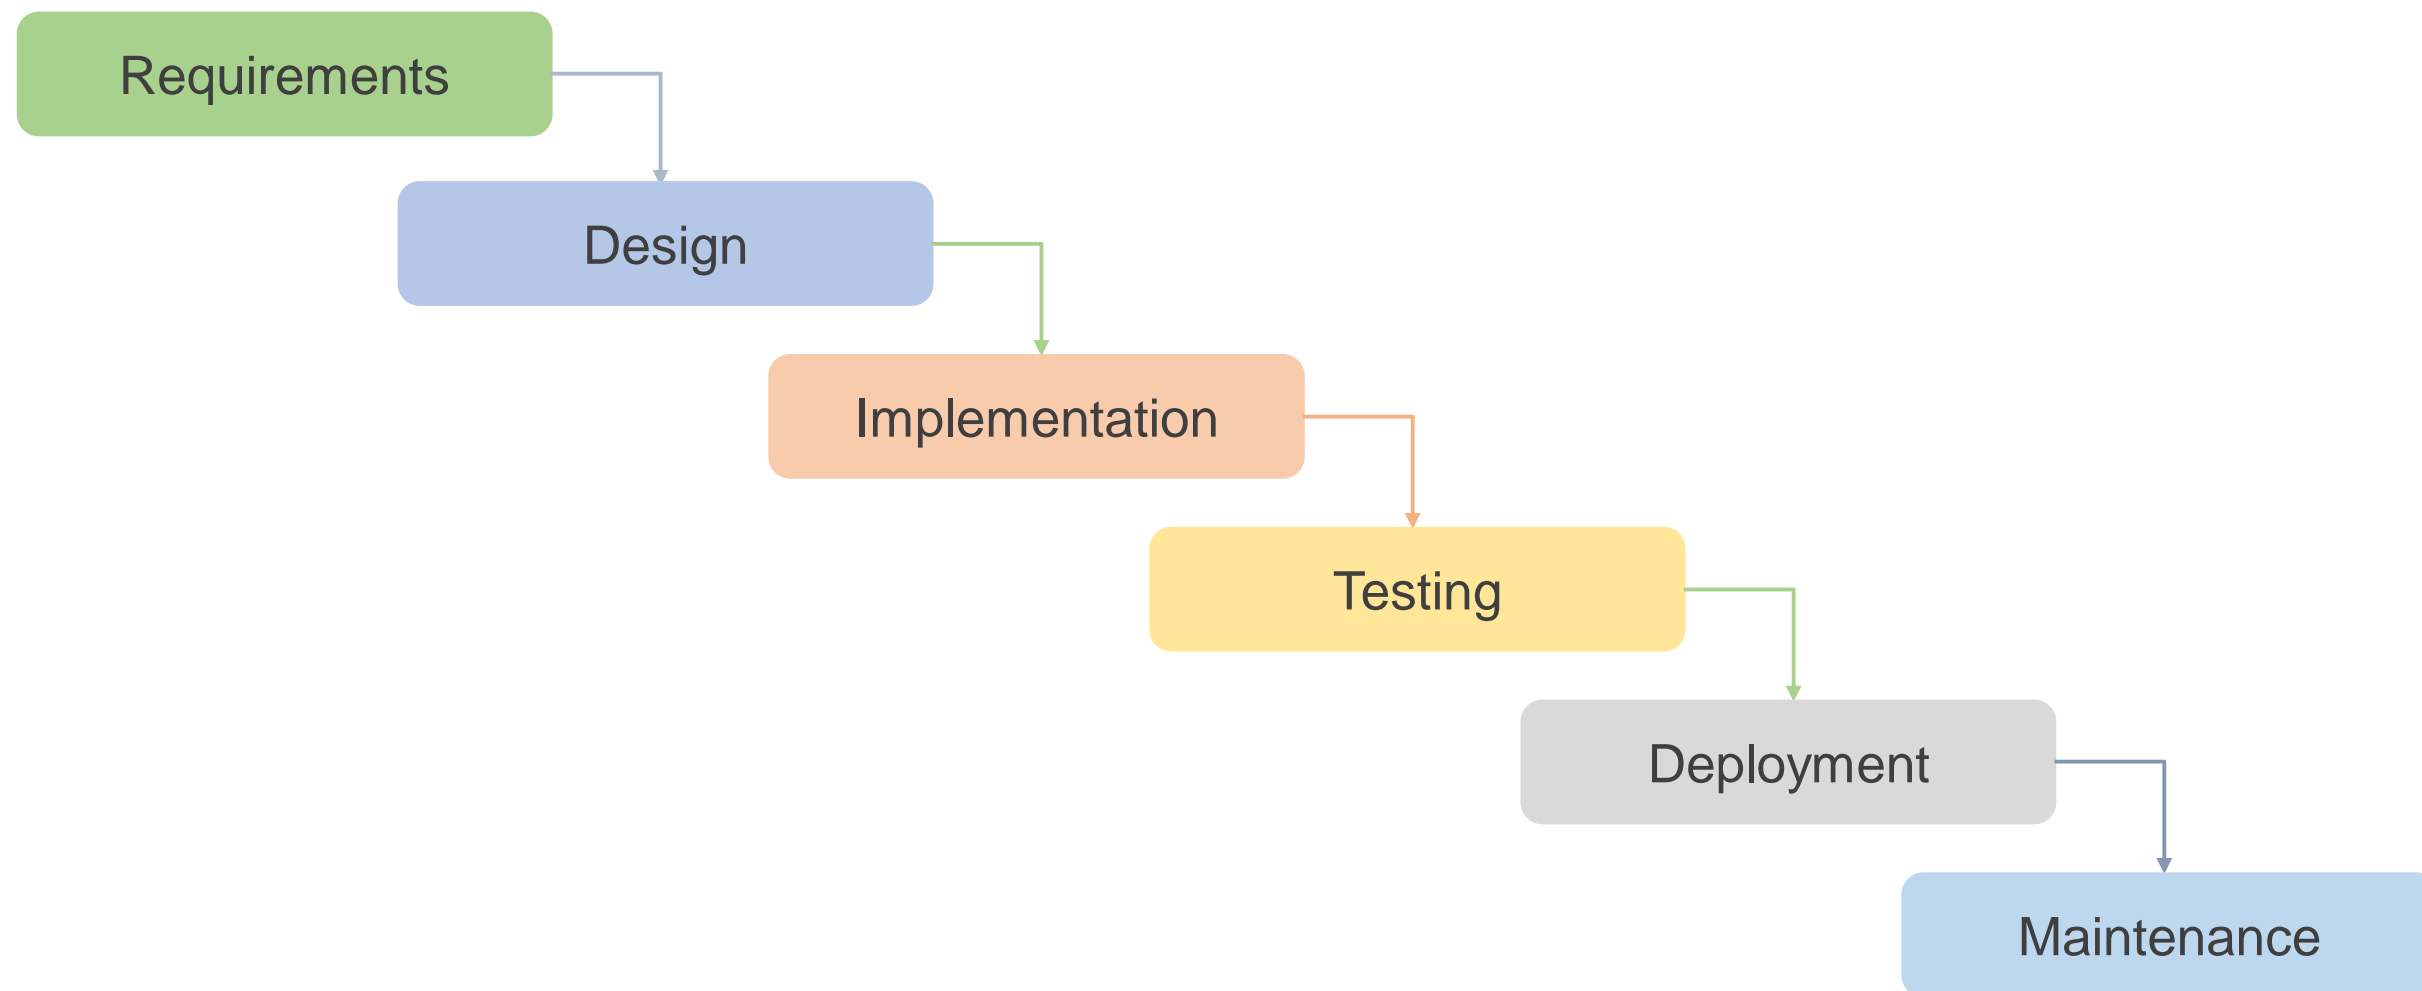 Requirements
Design
Implementation
Testing
Deployment
Maintenance